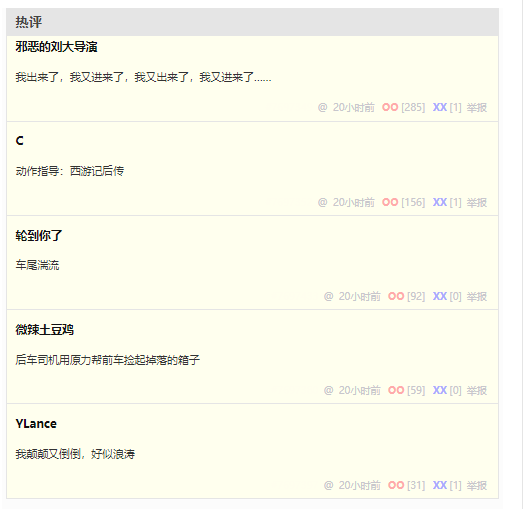 热评
邪恶的刘大导演
我出来了，我又进来了，我又出来了，我又进来了……
@ 20小时前 OO [285] XX [1] 举报
C
动作指导：西游记后传
@ 20小时前 OO [156] XX [1] 举报
轮到你了
车尾湍流
@ 20小时前 OO [92] XX [0] 举报
微辣土豆鸡
后车司机用原力帮前车捡起掉落的箱子
@ 20小时前 OO [59] XX [0] 举报
YLance
我颠颠又倒倒，好似浪涛
@ 20小时前 OO [31] XX [1] 举报